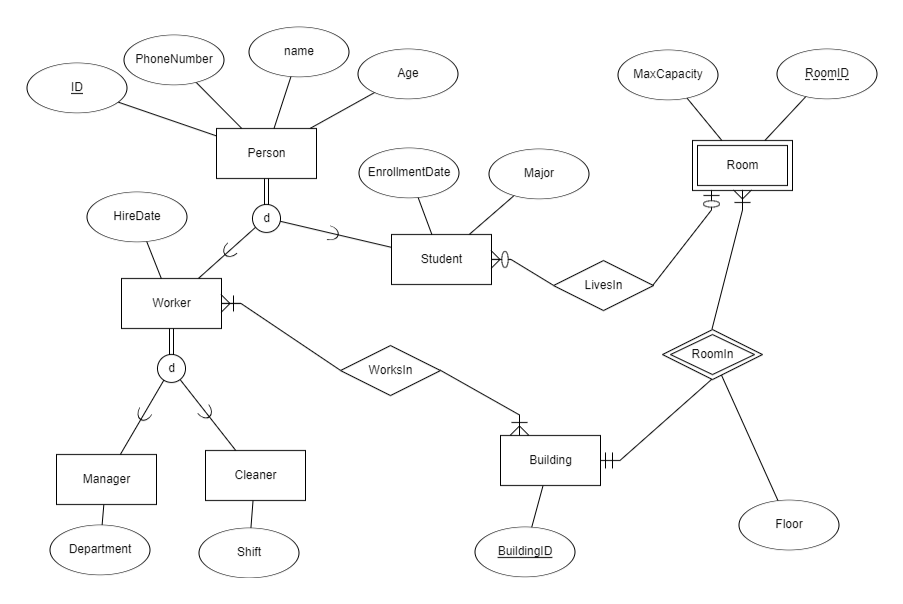 name
PhoneNumber
Age
ID
MaxCapacity
RoomID
Person
Room
EnrollmentDate
Major
HireDate
d
Student
LivesIn
Worker
RoomIn
d
WorksIn
Building
Manager
Cleaner
Floor
Department
Shift
BuildingID